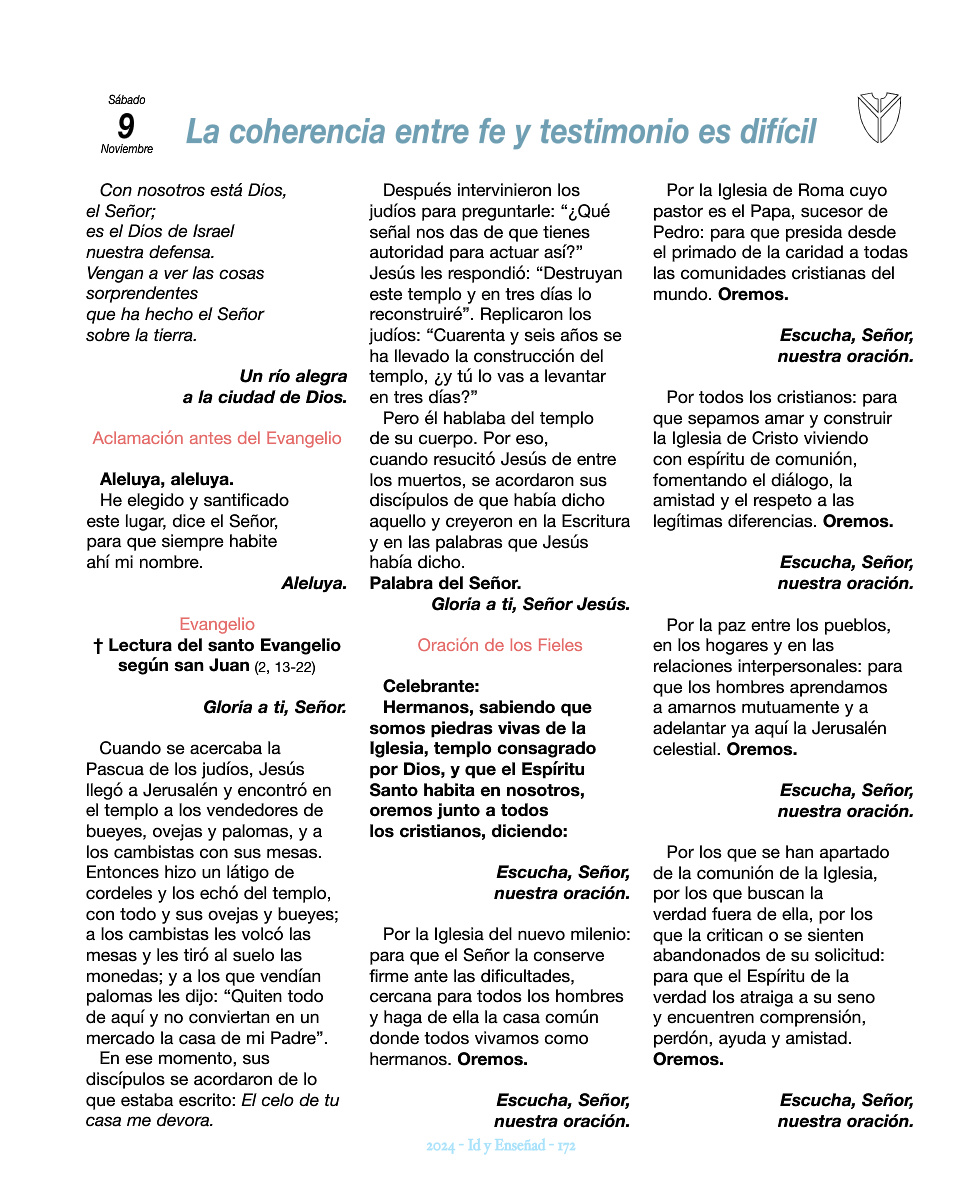 Sábado
9
Noviembre
La coherencia entre fe y testimonio es difícil
Con nosotros está Dios,
el Señor;
es el Dios de Israel
nuestra defensa.
Vengan a ver las cosas
sorprendentes
que ha hecho el Señor
sobre la tierra.
Un río alegra
a la ciudad de Dios.
Aclamación antes del Evangelio
Aleluya, aleluya.
He elegido y santificado
este lugar, dice el Señor,
para que siempre habite
ahí mi nombre.
Aleluya.
Evangelio
† Lectura del santo Evangelio
según san Juan (2, 13-22)
Gloria a ti, Señor.
Cuando se acercaba la
Pascua de los judíos, Jesús
llegó a Jerusalén y encontró en
el templo a los vendedores de
bueyes, ovejas y palomas, y a
los cambistas con sus mesas.
Entonces hizo un látigo de
cordeles y los echó del templo,
con todo y sus ovejas y bueyes;
a los cambistas les volcó las
mesas y les tiró al suelo las
monedas; y a los que vendían
palomas les dijo: “Quiten todo
de aquí y no conviertan en un
mercado la casa de mi Padre”.
En ese momento, sus
discípulos se acordaron de lo
que estaba escrito: El celo de tu
casa me devora.
Después intervinieron los
judíos para preguntarle: “¿Qué
señal nos das de que tienes
autoridad para actuar así?”
Jesús les respondió: “Destruyan
este templo y en tres días lo
reconstruiré”. Replicaron los
judíos: “Cuarenta y seis años se
ha llevado la construcción del
templo, ¿y tú lo vas a levantar
en tres días?”
Pero él hablaba del templo
de su cuerpo. Por eso,
cuando resucitó Jesús de entre
los muertos, se acordaron sus
discípulos de que había dicho
aquello y creyeron en la Escritura
y en las palabras que Jesús
había dicho.
Palabra del Señor.
Gloria a ti, Señor Jesús.
Oración de los Fieles
Celebrante:
Hermanos, sabiendo que
somos piedras vivas de la
Iglesia, templo consagrado
por Dios, y que el Espíritu
Santo habita en nosotros,
oremos junto a todos
los cristianos, diciendo:
Escucha, Señor,
nuestra oración.
Por la Iglesia del nuevo milenio:
para que el Señor la conserve
firme ante las dificultades,
cercana para todos los hombres
y haga de ella la casa común
donde todos vivamos como
hermanos. Oremos.
Escucha, Señor,
nuestra oración.
Por la Iglesia de Roma cuyo
pastor es el Papa, sucesor de
Pedro: para que presida desde
el primado de la caridad a todas
las comunidades cristianas del
mundo. Oremos.
Escucha, Señor,
nuestra oración.
Por todos los cristianos: para
que sepamos amar y construir
la Iglesia de Cristo viviendo
con espíritu de comunión,
fomentando el diálogo, la
amistad y el respeto a las
legítimas diferencias. Oremos.
Escucha, Señor,
nuestra oración.
Por la paz entre los pueblos,
en los hogares y en las
relaciones interpersonales: para
que los hombres aprendamos
a amarnos mutuamente y a
adelantar ya aquí la Jerusalén
celestial. Oremos.
Escucha, Señor,
nuestra oración.
Por los que se han apartado
de la comunión de la Iglesia,
por los que buscan la
verdad fuera de ella, por los
que la critican o se sienten
abandonados de su solicitud:
para que el Espíritu de la
verdad los atraiga a su seno
y encuentren comprensión,
perdón, ayuda y amistad.
Oremos.
Escucha, Señor,
nuestra oración.
2024 - Id y Enseñad - 172